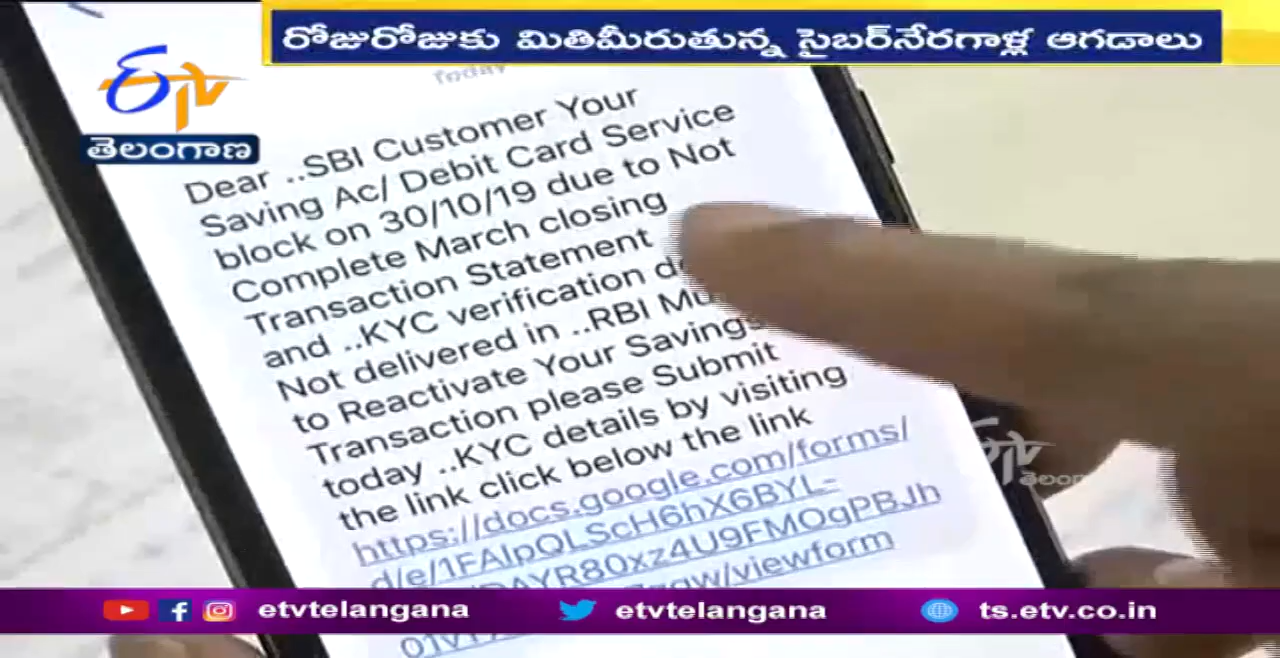 రోజురోజుకు మితిమీరుతున్న సైబర్‌నేరగాళ్ల ఆగడాలు
ETV
తెలంగాణ
Today
Dear ..SBI Customer Your
Saving Ac/ Debit Card Service
block on 30/10/19 due to Not
Complete March closing
Transaction Statement
and ..KYC verification
Not delivered in ..RBI
to Reactivate Your Savings
Transaction please Submit
today ..KYC details by visiting
the link click below the link
https://docs.google.com/forms/
d/e/1FAIpQLScH6hX6BYL-
/viewform
etvtelangana
etvtelangana
ts.etv.co.in